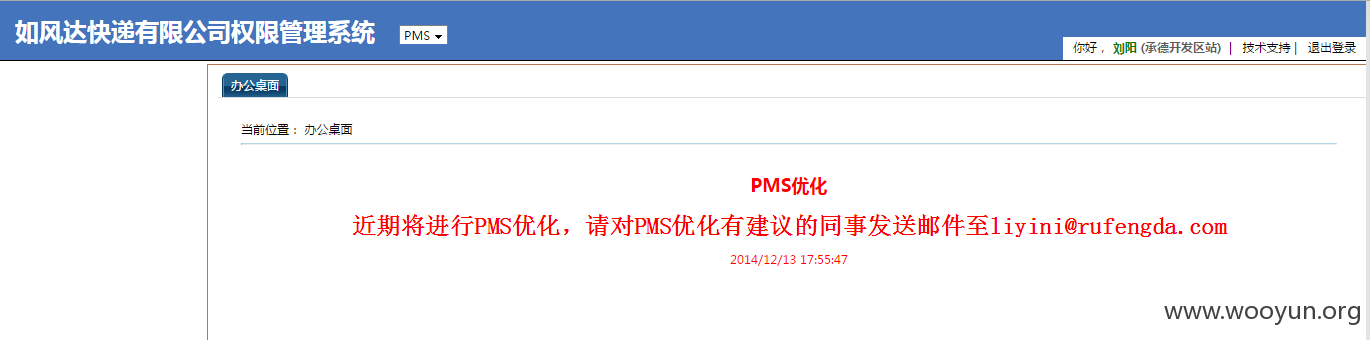 如风达快递有限公司权限管理系统 PMS
你好， 刘阳 (承德开发区站) | 技术支持 | 退出登录
办公桌面
当前位置： 办公桌面
PMS优化
近期将进行PMS优化，请对PMS优化有建议的同事发送邮件至liyini@rufengda.com
2014/12/13 17:55:47
www.wooyun.org